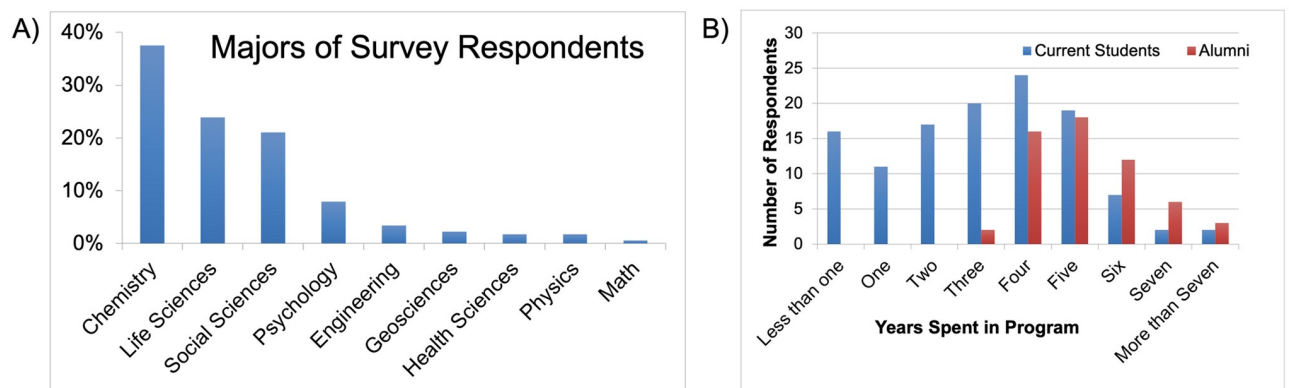 A)
Majors of Survey Respondents
40%
30%
20%
10%
0%
Chemistry
Life Sciences
Social Sciences
Psychology
Engineering
Geosciences
Health Sciences
Physics
Math
B)
Number of Respondents
30
25
20
15
10
5
0
Current Students
Alumni
Less than one
One
Two
Three
Four
Five
Six
Seven
More than Seven
Years Spent in Program